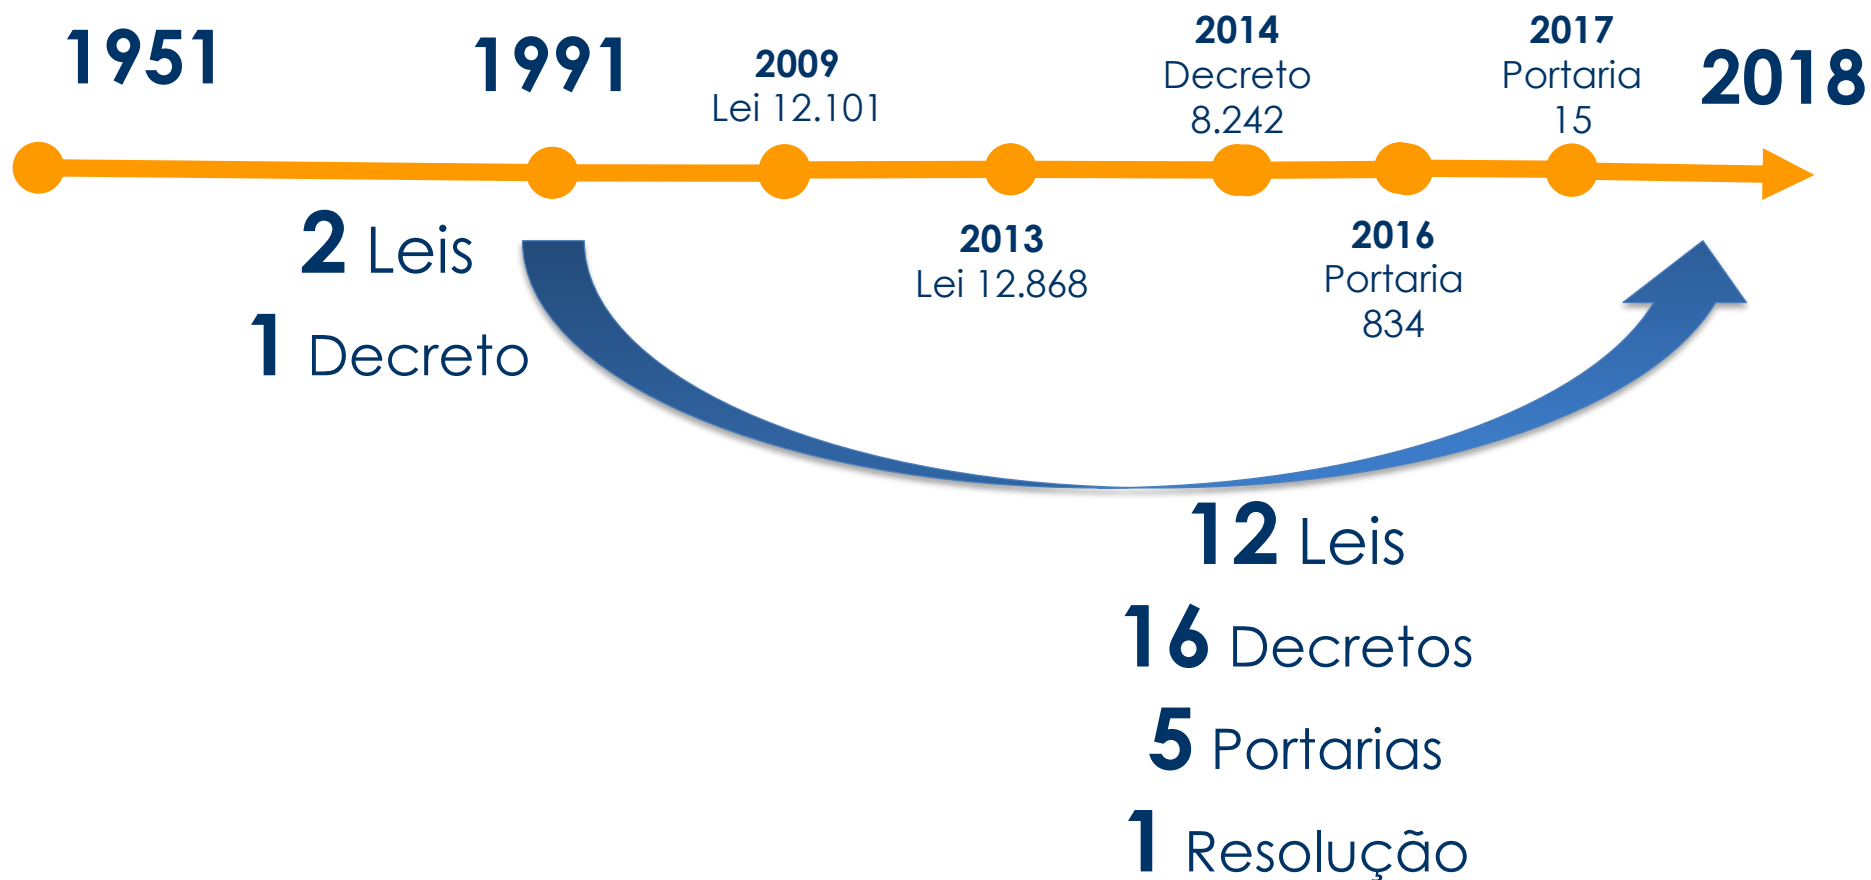 1951
1991
2009
Lei 12.101
2013
Lei 12.868
2014
Decreto
8.242
2016
Portaria
834
2017
Portaria
15
2018
2 Leis
1 Decreto
12 Leis
16 Decretos
5 Portarias
1 Resolução